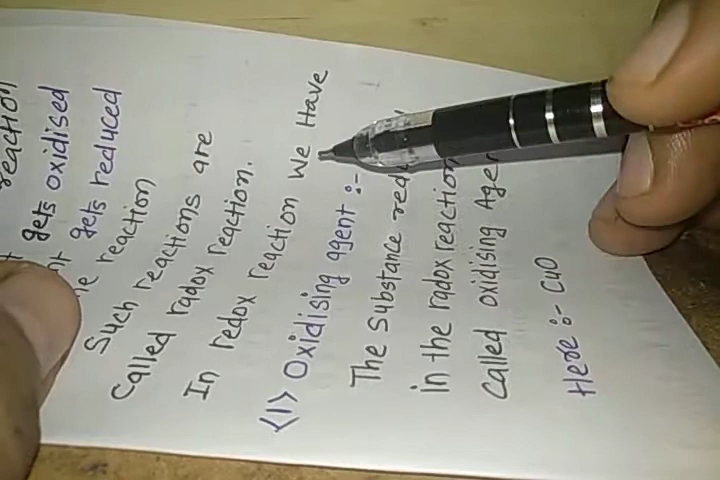 reaction
gets oxidised
gets reduced
reaction
Such reactions are
Called radox reaction.
In redox reaction We Have
<1> Oxidising agent :-
The Substance
in the radox reaction
Called oxidising
Here :- CuO